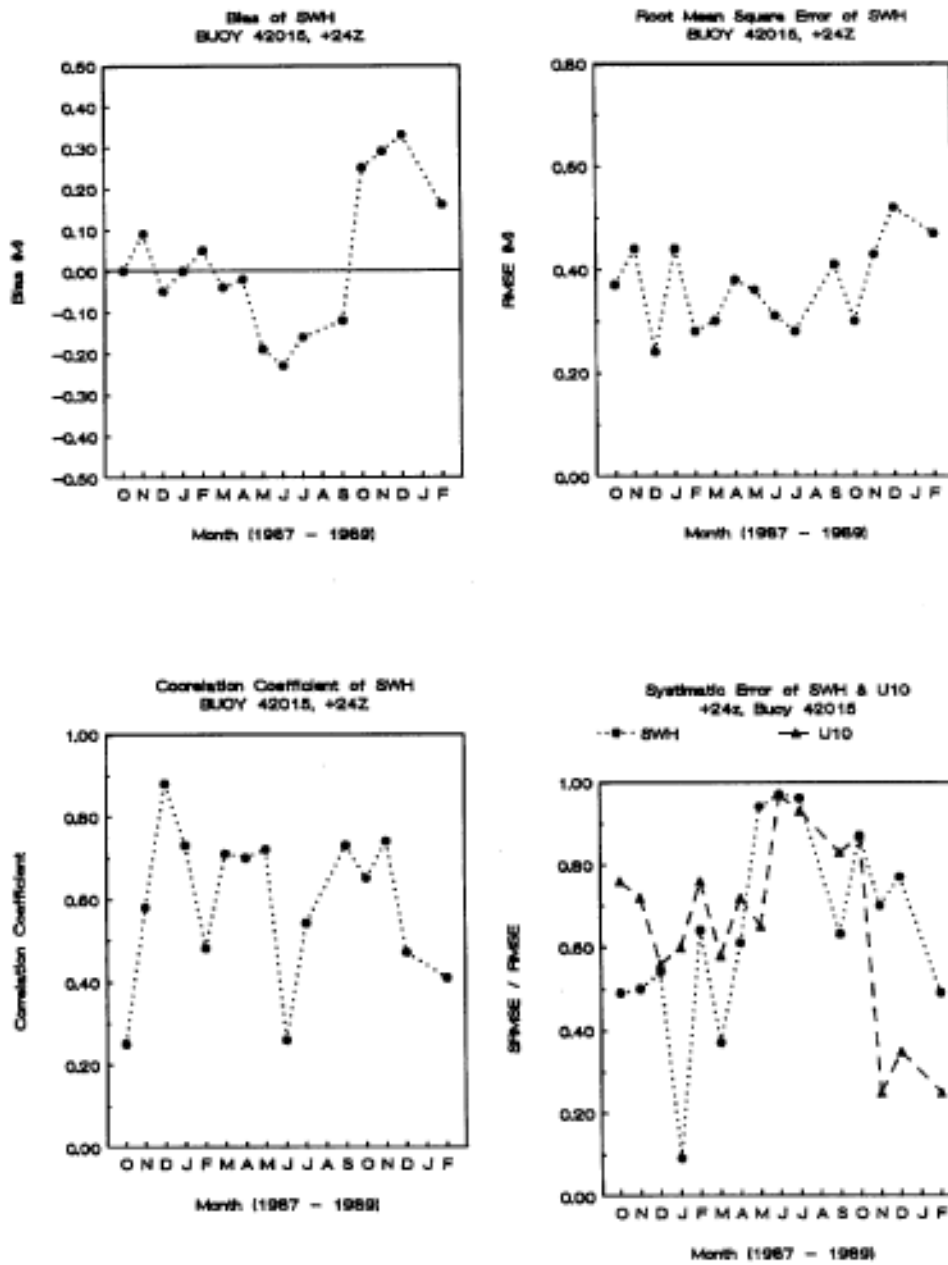 Bias of SWH
BUOY 42015, +24Z
0.50
0.40
0.30
0.20
0.10
0.00
-0.10
-0.20
-0.30
-0.40
-0.50
Bias (M)
O N D J F M A M J J A S O N D J F
Month (1987 - 1989)
Root Mean Square Error of SWH
BUOY 42015, +24Z
0.80
0.60
0.40
0.20
0.00
RMSE (M)
O N D J F M A M J J A S O N D J F
Month (1987 - 1989)
Coorelation Coefficient of SWH
BUOY 42015, +24Z
1.00
0.80
0.60
0.40
0.20
0.00
Coorelation Coefficient
O N D J F M A M J J A S O N D J F
Month (1987 - 1989)
Systimatic Error of SWH & U10
+24z, Buoy 42015
SWH U10
1.00
0.80
0.60
0.40
0.20
0.00
SRMSE / RMSE
O N D J F M A M J J A S O N D J F
Month (1987 - 1989)